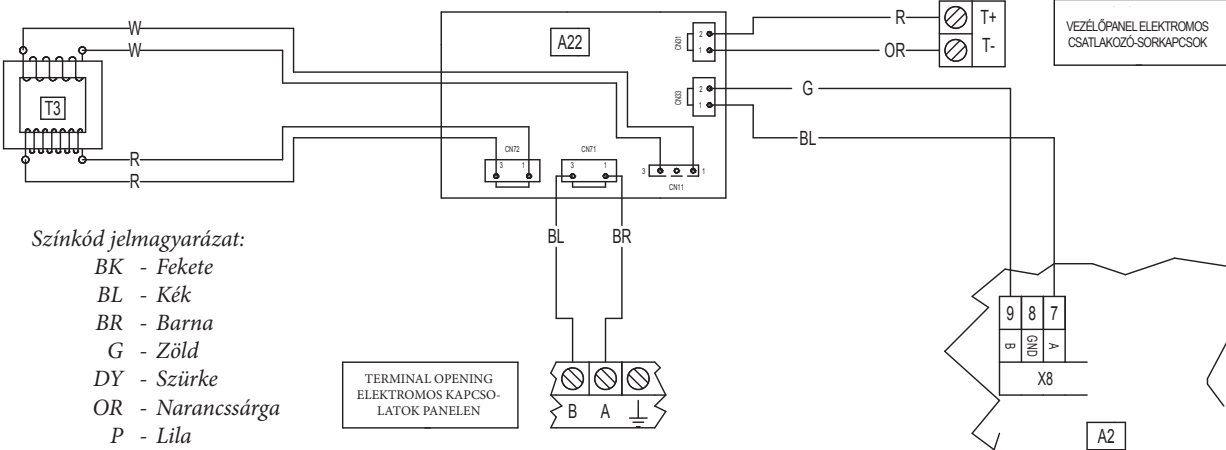 W
W
T3
R
R
A22
CN31
2
1
CN33
2
1
CN72
3
1
CN71
3
1
3
1
CN11
R
OR
T+
T-
VEZÉLŐPANEL ELEKTROMOS
CSATLAKOZÓ-SORKAPCSOK
G
BL
BL
BR
Színkód jelmagyarázat:
BK - Fekete
BL - Kék
BR - Barna
G - Zöld
DY - Szürke
OR - Narancssárga
P - Lila
TERMINAL OPENING
ELEKTROMOS KAPCSO-
LATOK PANELEN
B A
9 8 7
B GND A
X8
A2